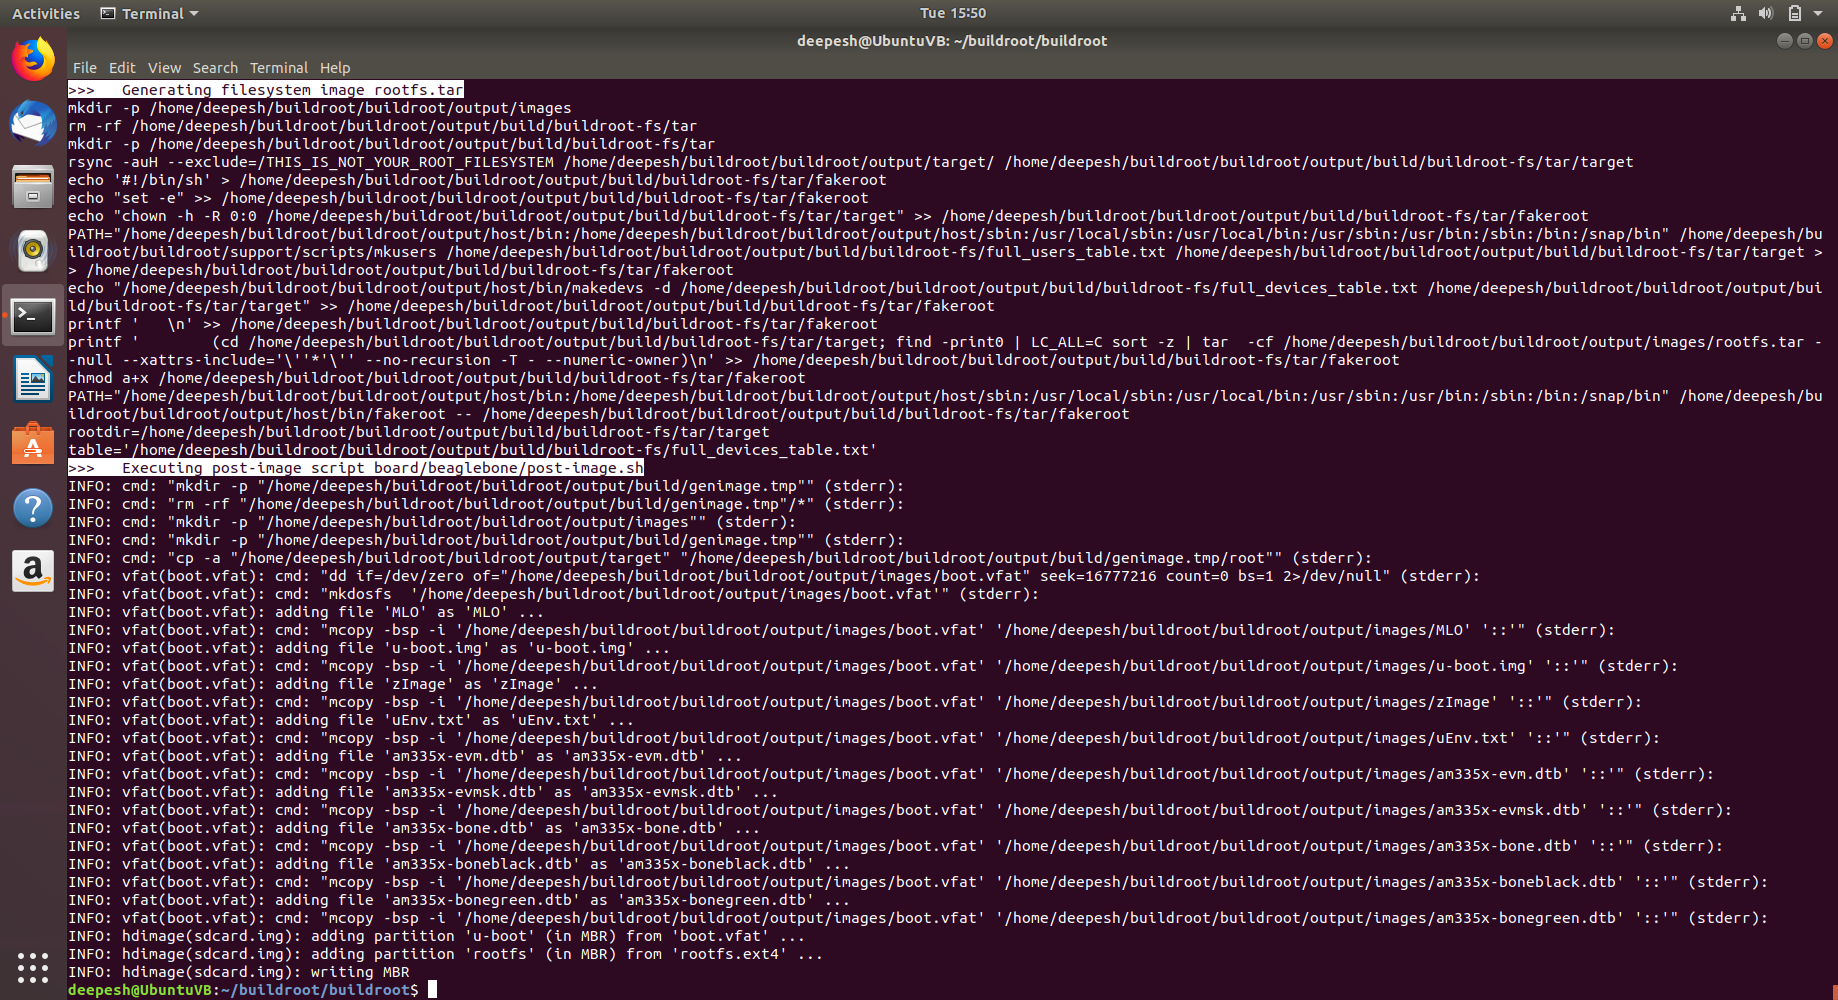 Activities
Terminal
Tue 15:50
deepesh@UbuntuVB: ~/buildroot/buildroot
File Edit View Search Terminal Help
>>>   Generating filesystem image rootfs.tar
mkdir -p /home/deepesh/buildroot/buildroot/output/images
rm -rf /home/deepesh/buildroot/buildroot/output/build/buildroot-fs/tar
mkdir -p /home/deepesh/buildroot/buildroot/output/build/buildroot-fs/tar
rsync -auH --exclude=/THIS_IS_NOT_YOUR_ROOT_FILESYSTEM /home/deepesh/buildroot/buildroot/output/target/ /home/deepesh/buildroot/buildroot/output/build/buildroot-fs/tar/target
echo '#!/bin/sh' > /home/deepesh/buildroot/buildroot/output/build/buildroot-fs/tar/fakeroot
echo "set -e" >> /home/deepesh/buildroot/buildroot/output/build/buildroot-fs/tar/fakeroot
echo "chown -h -R 0:0 /home/deepesh/buildroot/buildroot/output/build/buildroot-fs/tar/target" >> /home/deepesh/buildroot/buildroot/output/build/buildroot-fs/tar/fakeroot
PATH="/home/deepesh/buildroot/buildroot/output/host/bin:/home/deepesh/buildroot/buildroot/output/host/sbin:/usr/local/sbin:/usr/local/bin:/usr/sbin:/usr/bin:/sbin:/bin:/snap/bin" /home/deepesh/bu
ildroot/buildroot/support/scripts/mkusers /home/deepesh/buildroot/buildroot/output/build/buildroot-fs/full_users_table.txt /home/deepesh/buildroot/buildroot/output/build/buildroot-fs/tar/target >
> /home/deepesh/buildroot/buildroot/output/build/buildroot-fs/tar/fakeroot
echo "/home/deepesh/buildroot/buildroot/output/host/bin/makedevs -d /home/deepesh/buildroot/buildroot/output/build/buildroot-fs/full_devices_table.txt /home/deepesh/buildroot/buildroot/output/bui
ld/buildroot-fs/tar/target" >> /home/deepesh/buildroot/buildroot/output/build/buildroot-fs/tar/fakeroot
printf '   \n' >> /home/deepesh/buildroot/buildroot/output/build/buildroot-fs/tar/fakeroot
printf '        (cd /home/deepesh/buildroot/buildroot/output/build/buildroot-fs/tar/target; find -print0 | LC_ALL=C sort -z | tar  -cf /home/deepesh/buildroot/buildroot/output/images/rootfs.tar -
-null --xattrs-include='\''*'\'' --no-recursion -T - --numeric-owner)\n' >> /home/deepesh/buildroot/buildroot/output/build/buildroot-fs/tar/fakeroot
chmod a+x /home/deepesh/buildroot/buildroot/output/build/buildroot-fs/tar/fakeroot
PATH="/home/deepesh/buildroot/buildroot/output/host/bin:/home/deepesh/buildroot/buildroot/output/host/sbin:/usr/local/sbin:/usr/local/bin:/usr/sbin:/usr/bin:/sbin:/bin:/snap/bin" /home/deepesh/bu
ildroot/buildroot/output/host/bin/fakeroot -- /home/deepesh/buildroot/buildroot/output/build/buildroot-fs/tar/fakeroot
rootdir=/home/deepesh/buildroot/buildroot/output/build/buildroot-fs/tar/target
table='/home/deepesh/buildroot/buildroot/output/build/buildroot-fs/full_devices_table.txt'
>>>   Executing post-image script board/beaglebone/post-image.sh
INFO: cmd: "mkdir -p "/home/deepesh/buildroot/buildroot/output/build/genimage.tmp"" (stderr):
INFO: cmd: "rm -rf "/home/deepesh/buildroot/buildroot/output/build/genimage.tmp"/*" (stderr):
INFO: cmd: "mkdir -p "/home/deepesh/buildroot/buildroot/output/images"" (stderr):
INFO: cmd: "mkdir -p "/home/deepesh/buildroot/buildroot/output/build/genimage.tmp"" (stderr):
INFO: cmd: "cp -a "/home/deepesh/buildroot/buildroot/output/target" "/home/deepesh/buildroot/buildroot/output/build/genimage.tmp/root"" (stderr):
INFO: vfat(boot.vfat): cmd: "dd if=/dev/zero of="/home/deepesh/buildroot/buildroot/output/images/boot.vfat" seek=16777216 count=0 bs=1 2>/dev/null" (stderr):
INFO: vfat(boot.vfat): cmd: "mkdosfs  '/home/deepesh/buildroot/buildroot/output/images/boot.vfat'" (stderr):
INFO: vfat(boot.vfat): adding file 'MLO' as 'MLO' ...
INFO: vfat(boot.vfat): cmd: "mcopy -bsp -i '/home/deepesh/buildroot/buildroot/output/images/boot.vfat' '/home/deepesh/buildroot/buildroot/output/images/MLO' '::'" (stderr):
INFO: vfat(boot.vfat): adding file 'u-boot.img' as 'u-boot.img' ...
INFO: vfat(boot.vfat): cmd: "mcopy -bsp -i '/home/deepesh/buildroot/buildroot/output/images/boot.vfat' '/home/deepesh/buildroot/buildroot/output/images/u-boot.img' '::'" (stderr):
INFO: vfat(boot.vfat): adding file 'zImage' as 'zImage' ...
INFO: vfat(boot.vfat): cmd: "mcopy -bsp -i '/home/deepesh/buildroot/buildroot/output/images/boot.vfat' '/home/deepesh/buildroot/buildroot/output/images/zImage' '::'" (stderr):
INFO: vfat(boot.vfat): adding file 'uEnv.txt' as 'uEnv.txt' ...
INFO: vfat(boot.vfat): cmd: "mcopy -bsp -i '/home/deepesh/buildroot/buildroot/output/images/boot.vfat' '/home/deepesh/buildroot/buildroot/output/images/uEnv.txt' '::'" (stderr):
INFO: vfat(boot.vfat): adding file 'am335x-evm.dtb' as 'am335x-evm.dtb' ...
INFO: vfat(boot.vfat): cmd: "mcopy -bsp -i '/home/deepesh/buildroot/buildroot/output/images/boot.vfat' '/home/deepesh/buildroot/buildroot/output/images/am335x-evm.dtb' '::'" (stderr):
INFO: vfat(boot.vfat): adding file 'am335x-evmsk.dtb' as 'am335x-evmsk.dtb' ...
INFO: vfat(boot.vfat): cmd: "mcopy -bsp -i '/home/deepesh/buildroot/buildroot/output/images/boot.vfat' '/home/deepesh/buildroot/buildroot/output/images/am335x-evmsk.dtb' '::'" (stderr):
INFO: vfat(boot.vfat): adding file 'am335x-bone.dtb' as 'am335x-bone.dtb' ...
INFO: vfat(boot.vfat): cmd: "mcopy -bsp -i '/home/deepesh/buildroot/buildroot/output/images/boot.vfat' '/home/deepesh/buildroot/buildroot/output/images/am335x-bone.dtb' '::'" (stderr):
INFO: vfat(boot.vfat): adding file 'am335x-boneblack.dtb' as 'am335x-boneblack.dtb' ...
INFO: vfat(boot.vfat): cmd: "mcopy -bsp -i '/home/deepesh/buildroot/buildroot/output/images/boot.vfat' '/home/deepesh/buildroot/buildroot/output/images/am335x-boneblack.dtb' '::'" (stderr):
INFO: vfat(boot.vfat): adding file 'am335x-bonegreen.dtb' as 'am335x-bonegreen.dtb' ...
INFO: vfat(boot.vfat): cmd: "mcopy -bsp -i '/home/deepesh/buildroot/buildroot/output/images/boot.vfat' '/home/deepesh/buildroot/buildroot/output/images/am335x-bonegreen.dtb' '::'" (stderr):
INFO: hdimage(sdcard.img): adding partition 'u-boot' (in MBR) from 'boot.vfat' ...
INFO: hdimage(sdcard.img): adding partition 'rootfs' (in MBR) from 'rootfs.ext4' ...
INFO: hdimage(sdcard.img): writing MBR
deepesh@UbuntuVB:~/buildroot/buildroot$